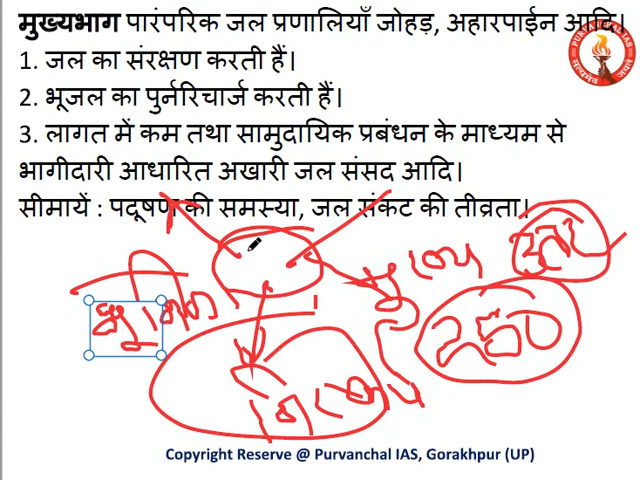 मुख्यभाग पारंपरिक जल प्रणालियाँ जोहड़, अहारपाईन आदि।
1. जल का संरक्षण करती हैं।
2. भूजल का पुर्नरिचार्ज करती हैं।
3. लागत में कम तथा सामुदायिक प्रबंधन के माध्यम से
भागीदारी आधारित अखारी जल संसद आदि।
सीमायें : पदूषण की समस्या, जल संकट की तीव्रता।
भूमिका
मुख्य
250
Copyright Reserve @ Purvanchal IAS, Gorakhpur (UP)